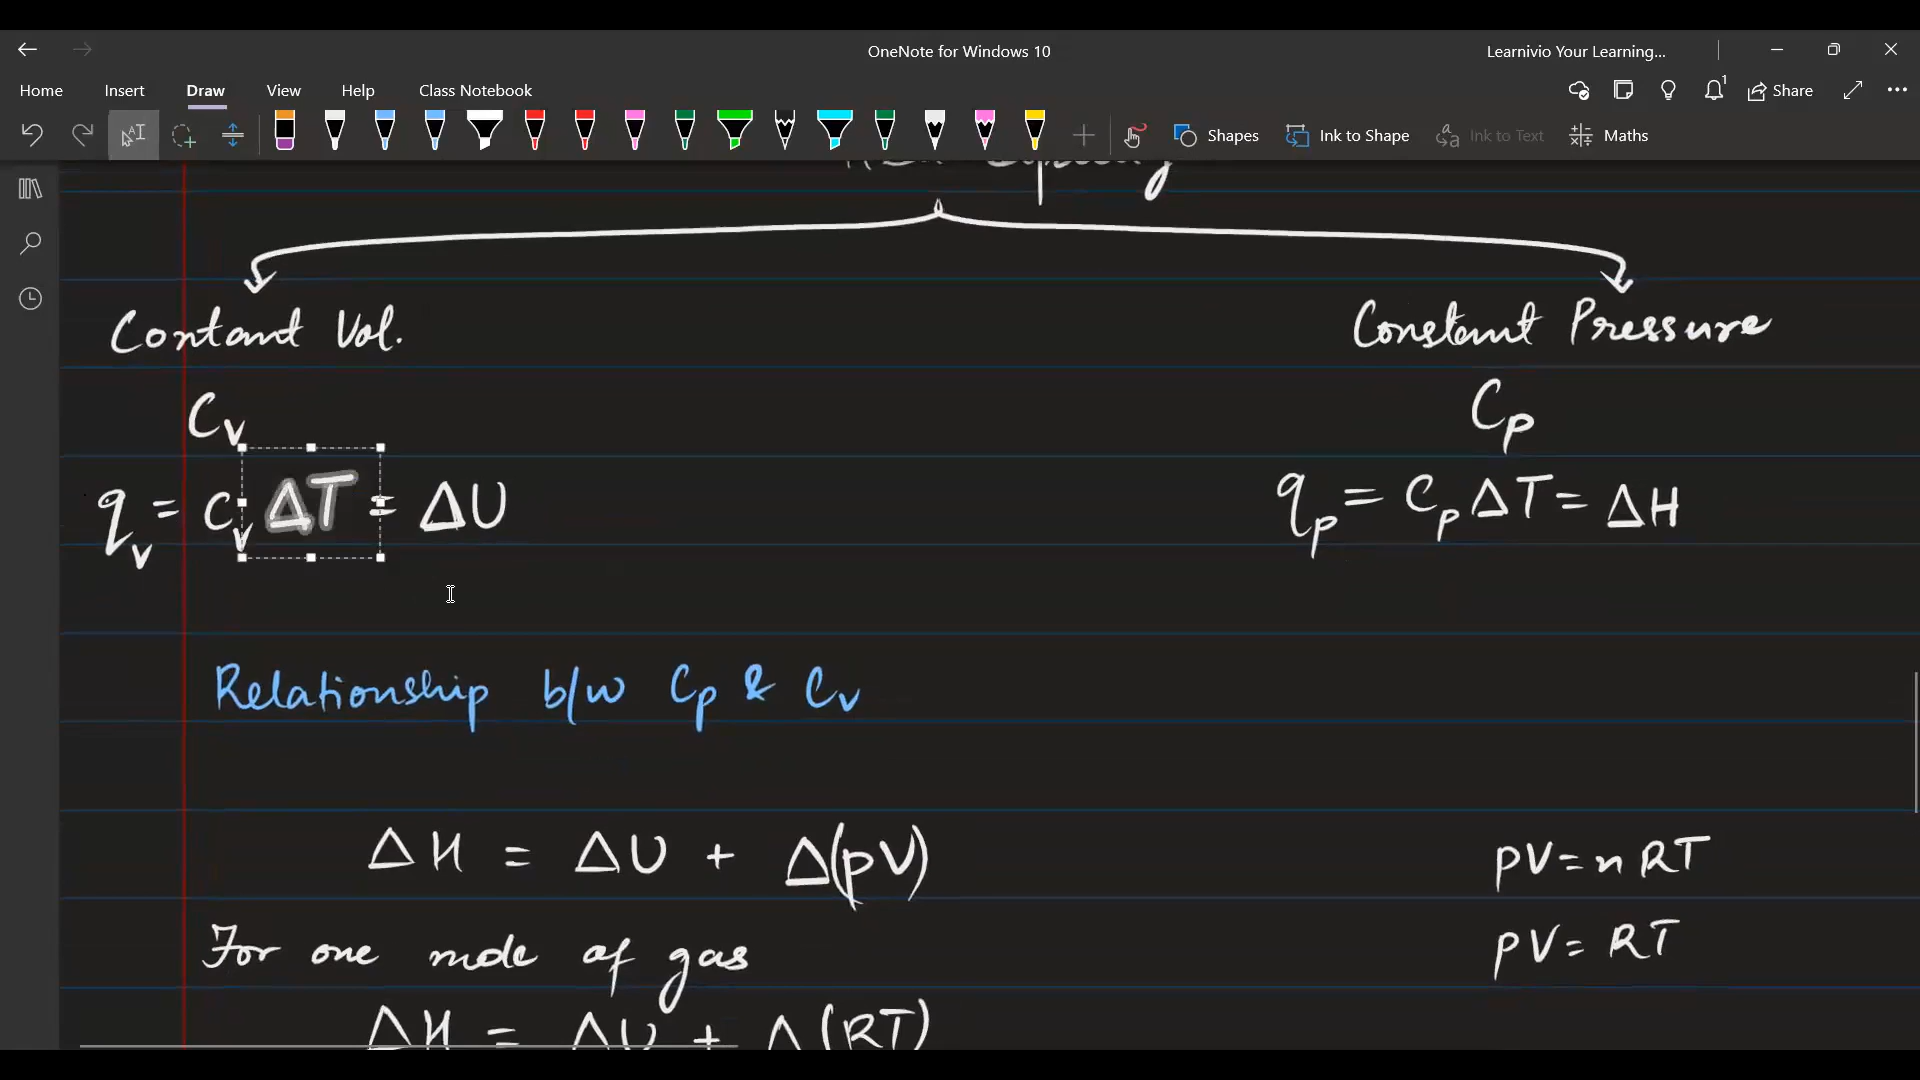 OneNote for Windows 10
Learnivio Your Learning...
Home Insert Draw View Help Class Notebook
1 Share
Shapes Ink to Shape Ink to Text Maths
Contant Vol. Constant Pressure
Cv Cp
qv = Cv ΔT = ΔU qp = Cp ΔT = ΔH
Relationship b/w Cp & Cv
ΔH = ΔU + Δ(pV) pV = nRT
For one mole of gas pV = RT
ΔH = ΔU + Δ(RT)